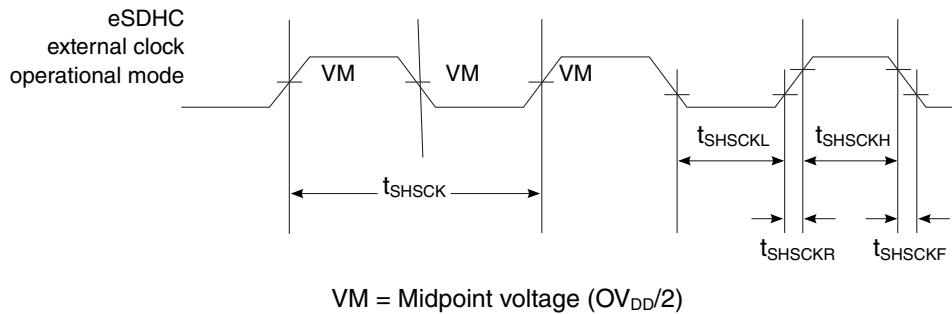 eSDHC
external clock
operational mode
VM VM VM
tSHSCKL tSHSCKH
tSHSCK
tSHSCKR tSHSCKF
VM = Midpoint voltage (OVDD/2)